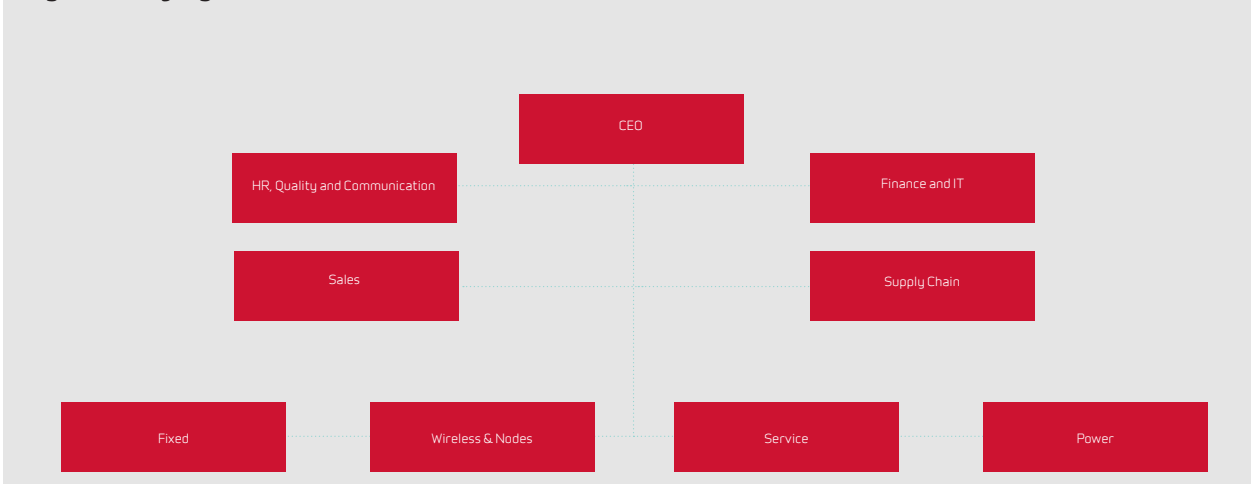 CEO
HR, Quality and Communication
Finance and IT
Sales
Supply Chain
Fixed
Wireless & Nodes
Service
Power